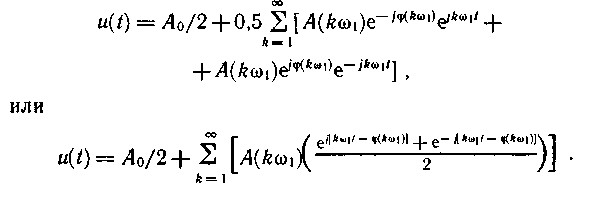 u(t) = A₀/2 + 0,5 ∑_{k=1}^{∞} [A(kω₁)e^{−jφ(kω₁)}e^{jkω₁t} +
+ A(kω₁)e^{jφ(kω₁)}e^{−jkω₁t}] ,
или
u(t) = A₀/2 + ∑_{k=1}^{∞} [A(kω₁)(\frac{e^{j[kω₁t − φ(kω₁)]} + e^{−j[kω₁t − φ(kω₁)]}}{2})] .